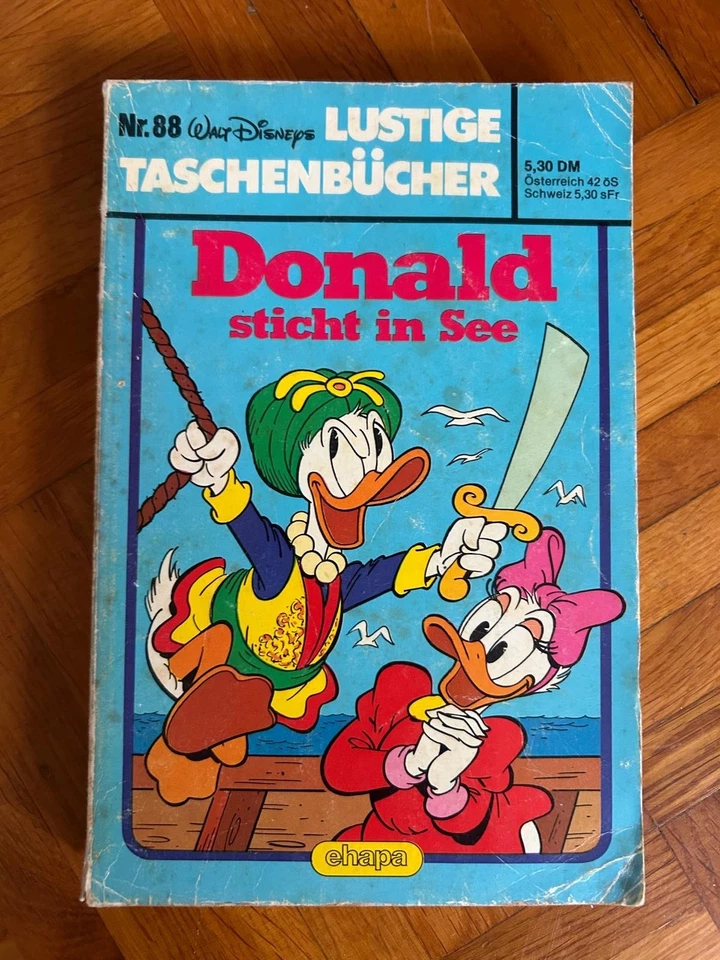 Nr. 88 Walt Disneys LUSTIGE
TASCHENBÜCHER
5,30 DM
Österreich 42 öS
Schweiz 5,30 sFr
Donald
sticht in See
ehapa